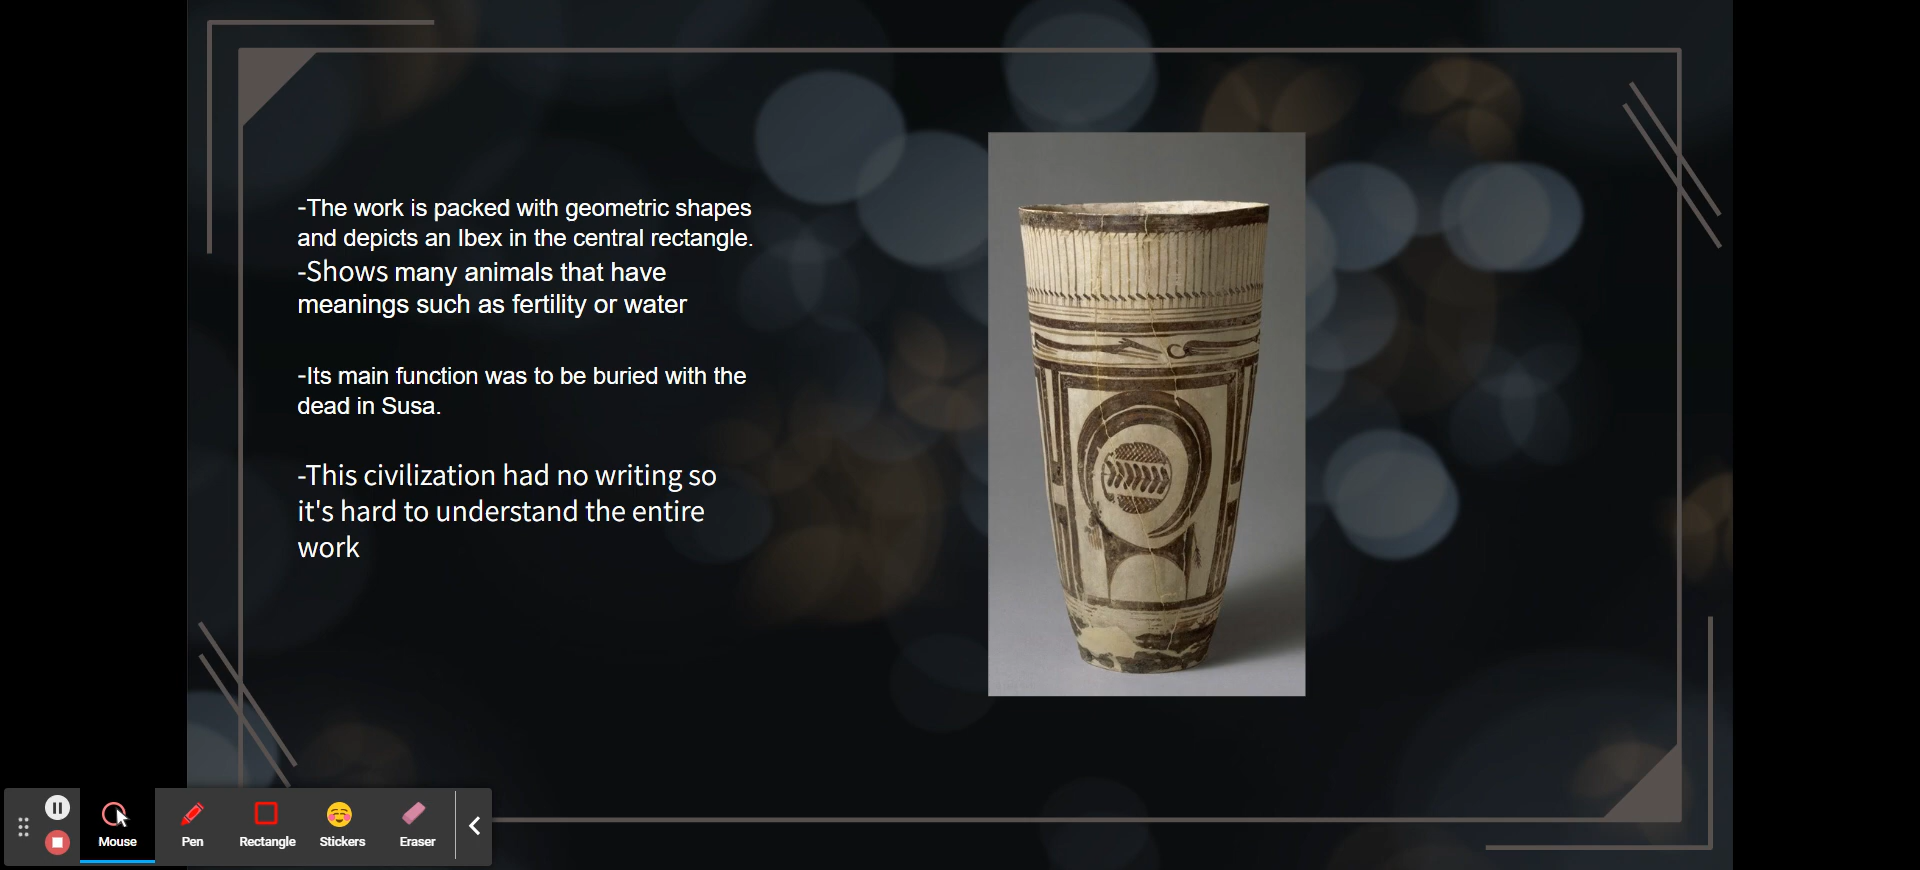 -The work is packed with geometric shapes
and depicts an Ibex in the central rectangle.
-Shows many animals that have
meanings such as fertility or water
-Its main function was to be buried with the
dead in Susa.
-This civilization had no writing so
it's hard to understand the entire
work
Mouse
Pen
Rectangle
Stickers
Eraser